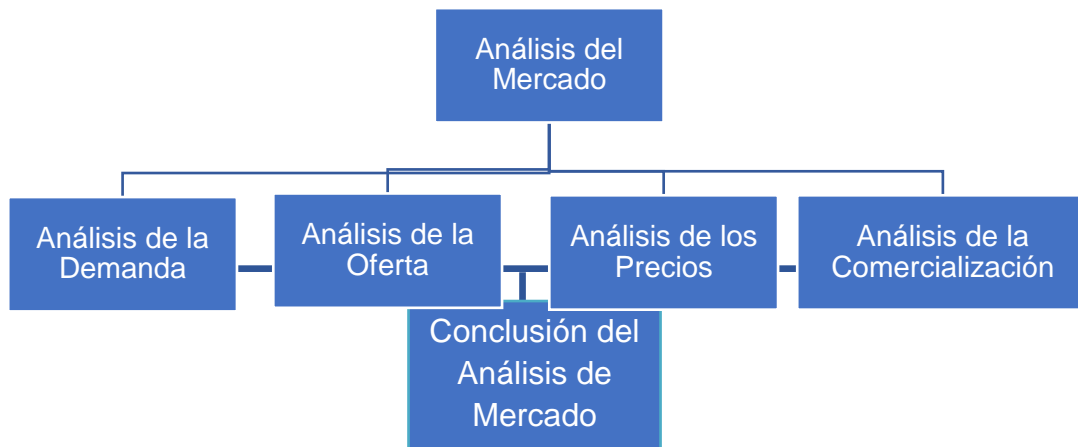 Análisis del
Mercado
Análisis de la
Demanda
Análisis de la
Oferta
Análisis de los
Precios
Análisis de la
Comercialización
Conclusión del
Análisis de
Mercado